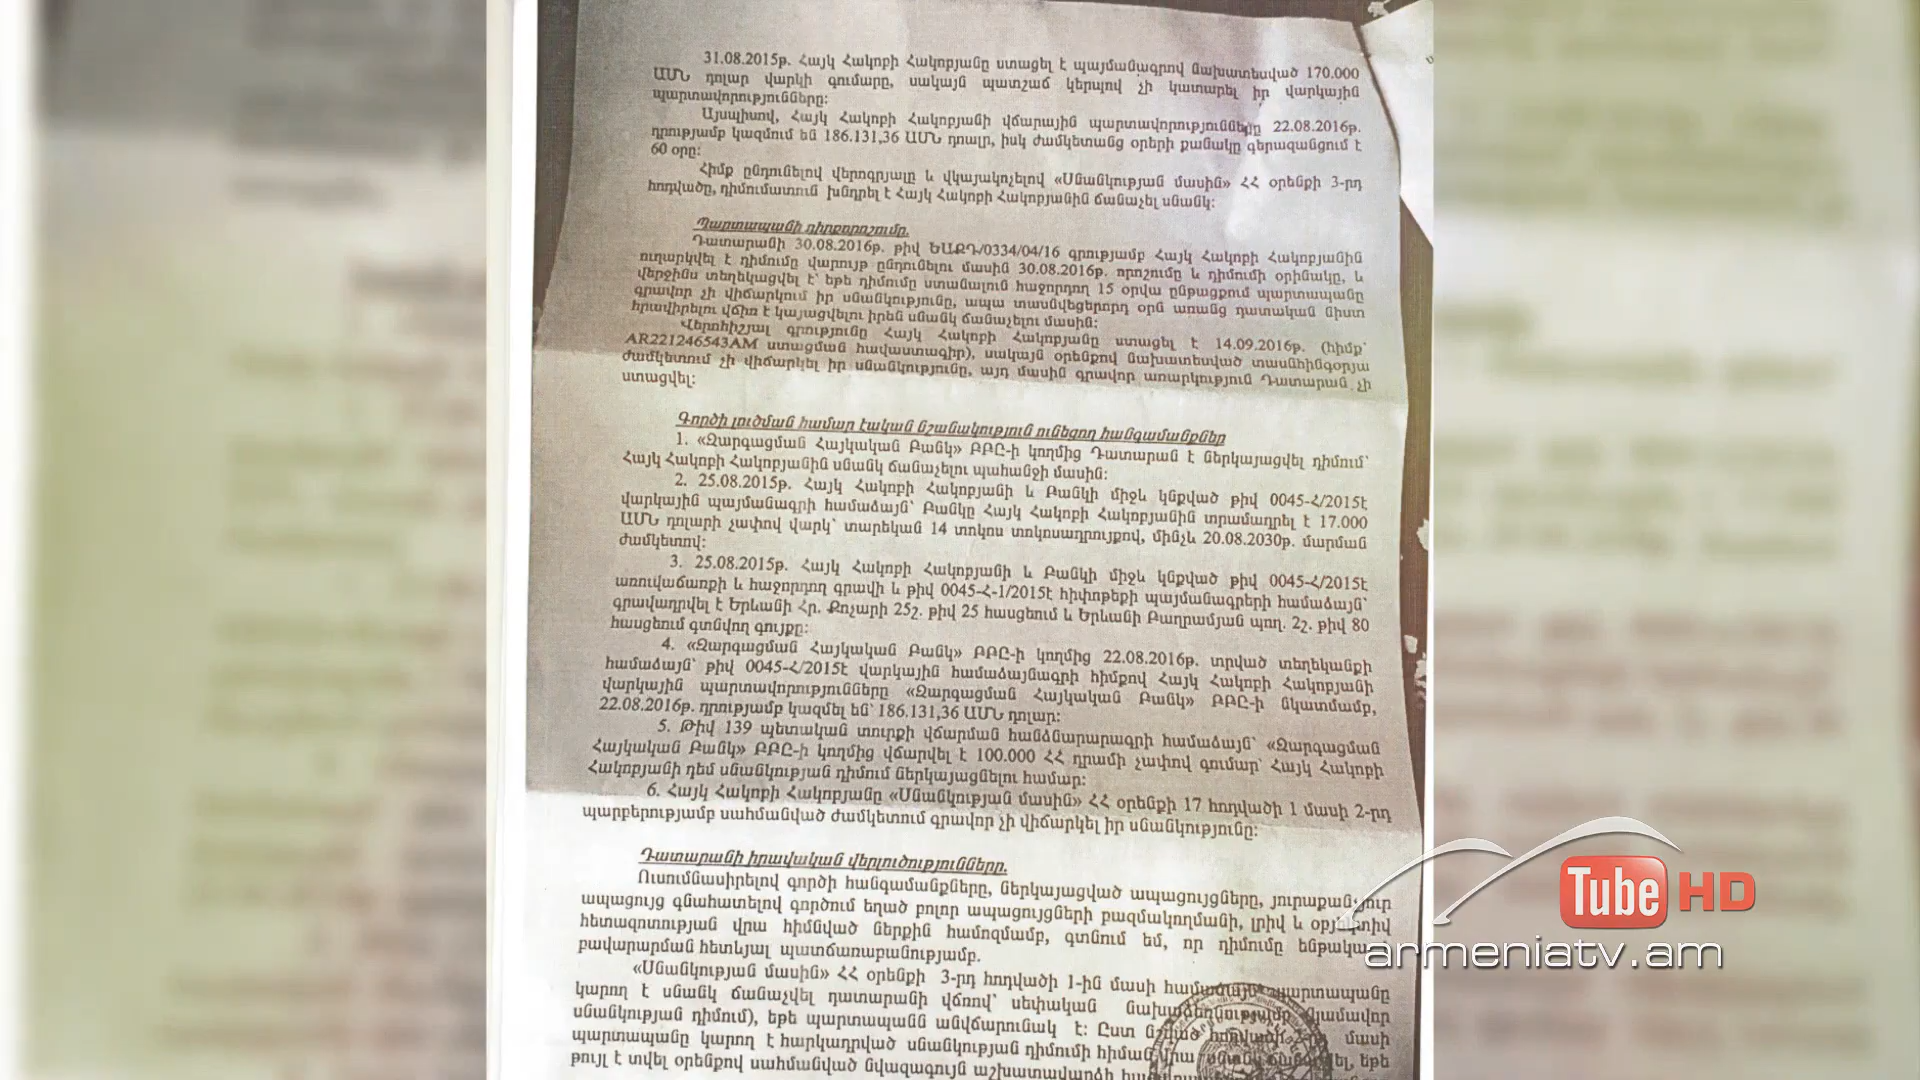 31.08.2015թ. Հայկ Հակոբի Հակոբյանը ստացել է պայմանագրով նախատեսված 170.000
ԱՄՆ դոլար վարկի գումարը, սակայն պատշաճ կերպով չի կատարել իր վարկային
պարտավորությունները:
Այսպիսով, Հայկ Հակոբի Հակոբյանի վճարային պարտավորությունները 22.08.2016թ.
դրությամբ կազմում են 186.131,36 ԱՄՆ դոալր, իսկ ժամկետանց օրերի քանակը գերազանցում է
60 օրը:
Հիմք ընդունելով վերոգրյալը և վկայակոչելով «Սնանկության մասին» ՀՀ օրենքի 3-րդ
հոդվածը, դիմումատուն խնդրել է Հայկ Հակոբի Հակոբյանին ճանաչել սնանկ:
Պարտապանի դիրքորոշումը.
Դատարանի 30.08.2016թ. թիվ ԵԱՔԴ/0334/04/16 գրությամբ Հայկ Հակոբի Հակոբյանին
ուղարկվել է դիմումը վարույթ ընդունելու մասին 30.08.2016թ. որոշումը և դիմումի օրինակը, և
վերջինս տեղեկացվել է՝ եթե դիմումը ստանալուն հաջորդող 15 օրվա ընթացքում պարտապանը
գրավոր չի վիճարկում իր սնանկությունը, ապա տասնվեցերորդ օրն առանց դատական նիստ
հրավիրելու վճիռ է կայացվելու իրեն սնանկ ճանաչելու մասին:
Վերոհիշյալ գրությունը Հայկ Հակոբի Հակոբյանը ստացել է 14.09.2016թ. (հիմք՝
AR221246543AM ստացման հավաստագիր), սակայն օրենքով նախատեսված տասնհինգօրյա
ժամկետում չի վիճարկել իր սնանկությունը, այդ մասին գրավոր առարկություն Դատարան չի
ստացվել:
Գործի լուծման համար էական նշանակություն ունեցող հանգամանքներ
1. «Զարգացման Հայկական Բանկ» ԲԲԸ-ի կողմից Դատարան է ներկայացվել դիմում՝
Հայկ Հակոբի Հակոբյանին սնանկ ճանաչելու պահանջի մասին:
2. 25.08.2015թ. Հայկ Հակոբի Հակոբյանի և Բանկի միջև կնքված թիվ 0045-Հ/2015է
վարկային պայմանագրի համաձայն՝ Բանկը Հայկ Հակոբի Հակոբյանին տրամադրել է 17.000
ԱՄՆ դոլարի չափով վարկ՝ տարեկան 14 տոկոս տոկոսադրույքով, մինչև 20.08.2030թ. մարման
ժամկետով:
3. 25.08.2015թ. Հայկ Հակոբի Հակոբյանի և Բանկի միջև կնքված թիվ 0045-Հ/2015է
առուվաճառքի և հաջորդող գրավի և թիվ 0045-Հ-1/2015է հիփոթեքի պայմանագրերի համաձայն՝
գրավադրվել է Երևանի Հր. Քոչարի 25շ. թիվ 25 հասցեում և Երևանի Բաղրամյան պող. 2շ. թիվ 80
հասցեում գտնվող գույքը:
4. «Զարգացման Հայկական Բանկ» ԲԲԸ-ի կողմից 22.08.2016թ. տրված տեղեկանքի
համաձայն՝ թիվ 0045-Հ/2015է վարկային համաձայնագրի հիմքով Հայկ Հակոբի Հակոբյանի
վարկային պարտավորությունները «Զարգացման Հայկական Բանկ» ԲԲԸ-ի նկատմամբ,
22.08.2016թ. դրությամբ կազմել են՝ 186.131,36 ԱՄՆ դոլար:
5. Թիվ 139 պետական տուրքի վճարման հանձնարարագրի համաձայն՝ «Զարգացման
Հայկական Բանկ» ԲԲԸ-ի կողմից վճարվել է 100.000 ՀՀ դրամի չափով գումար՝ Հայկ Հակոբի
Հակոբյանի դեմ սնանկության դիմում ներկայացնելու համար:
6. Հայկ Հակոբի Հակոբյանը «Սնանկության մասին» ՀՀ օրենքի 17 հոդվածի 1 մասի 2-րդ
պարբերությամբ սահմանված ժամկետում գրավոր չի վիճարկել իր սնանկությունը:
Դատարանի իրավական վերլուծությունները.
Ուսումնասիրելով գործի հանգամանքները, ներկայացված ապացույցները, յուրաքանչյուր
ապացույց գնահատելով գործում եղած բոլոր ապացույցների բազմակողմանի, լրիվ և օբյեկտիվ
հետազոտության վրա հիմնված ներքին համոզմամբ, գտնում եմ, որ դիմումը ենթակա է
բավարարման հետևյալ պատճառաբանությամբ.
«Սնանկության մասին» ՀՀ օրենքի 3-րդ հոդվածի 1-ին մասի համաձայն պարտապանը
կարող է սնանկ ճանաչվել դատարանի վճռով՝ սեփական նախաձեռնությամբ (կամավոր
սնանկության դիմում), եթե պարտապանն անվճարունակ է: Ըստ նշված հոդվածի մասի
պարտապանը կարող է հարկադրված սնանկության դիմումի հիման վրա սնանկ ճանաչվել, եթե
թույլ է տվել օրենքով սահմանված նվազագույն աշխատավարձի
Tube HD
armeniatv.am